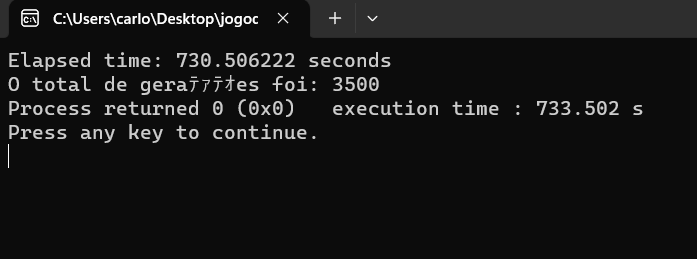 C:\Users\carlo\Desktop\jogoc
Elapsed time: 730.506222 seconds
O total de geraﾃｧﾃｵes foi: 3500
Process returned 0 (0x0)   execution time : 733.502 s
Press any key to continue.